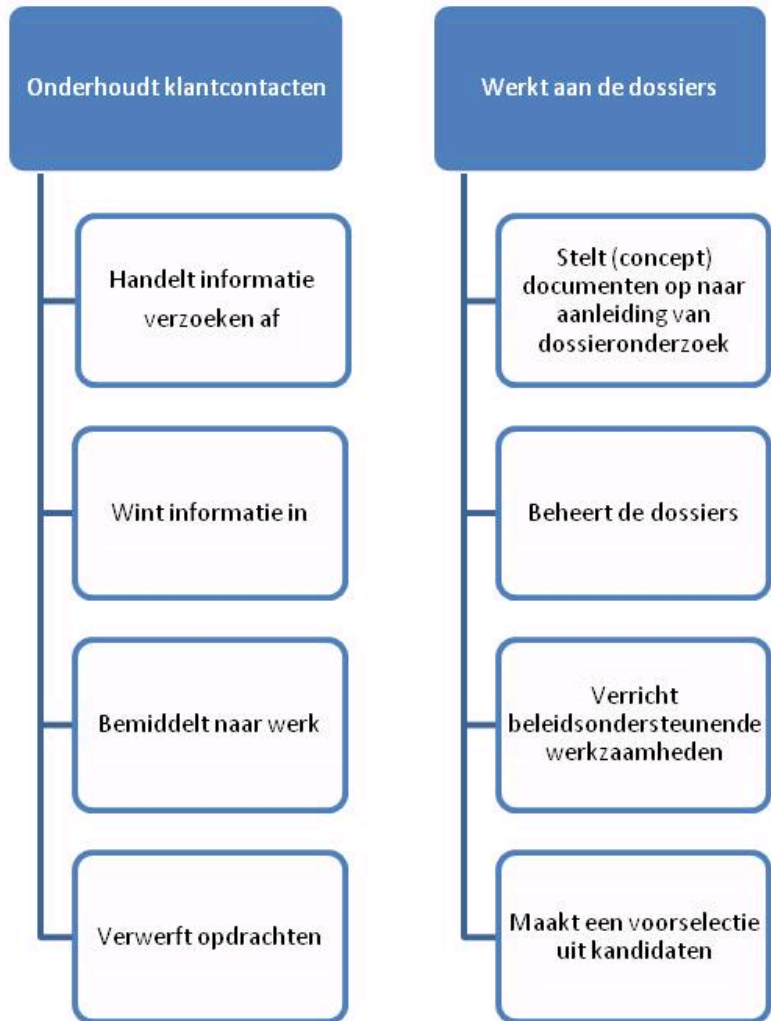 Onderhoudt klantcontacten
Handelt informatie
verzoeken af
Wint informatie in
Bemiddelt naar werk
Verwerft opdrachten
Werkt aan de dossiers
Stelt (concept)
documenten op naar
aanleiding van
dossieronderzoek
Beheert de dossiers
Verricht
beleidsondersteunende
werkzaamheden
Maakt een voorselectie
uit kandidaten